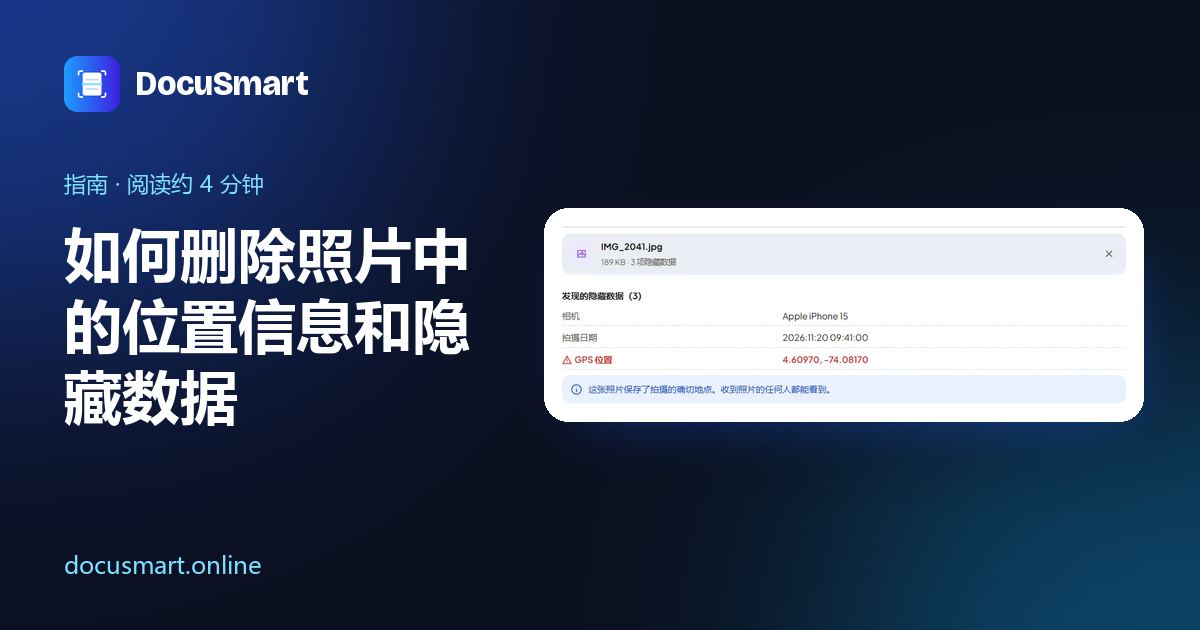 DocuSmart
指南 · 阅读约 4 分钟
如何删除照片中
的位置信息和隐
藏数据
docusmart.online
IMG_2041.jpg
189 KB · 3 项隐藏数据
发现的隐藏数据（3）
相机 Apple iPhone 15
拍摄日期 2026:11:20 09:41:00
GPS 位置 4.60970, -74.08170
这张照片保存了拍摄的确切地点。收到照片的任何人都能看到。